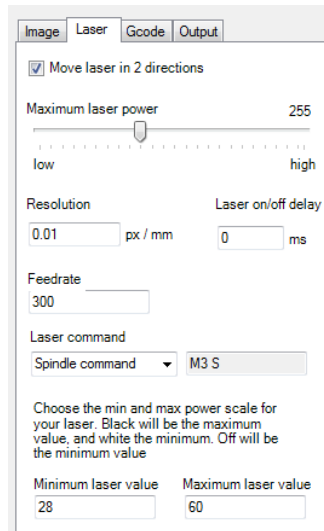 Image Laser Gcode Output
Move laser in 2 directions
Maximum laser power 255
low high
Resolution Laser on/off delay
0.01 px / mm 0 ms
Feedrate
300
Laser command
Spindle command M3 S
Choose the min and max power scale for
your laser. Black will be the maximum
value, and white the minimum. Off will be
the minimum value
Minimum laser value Maximum laser value
28 60